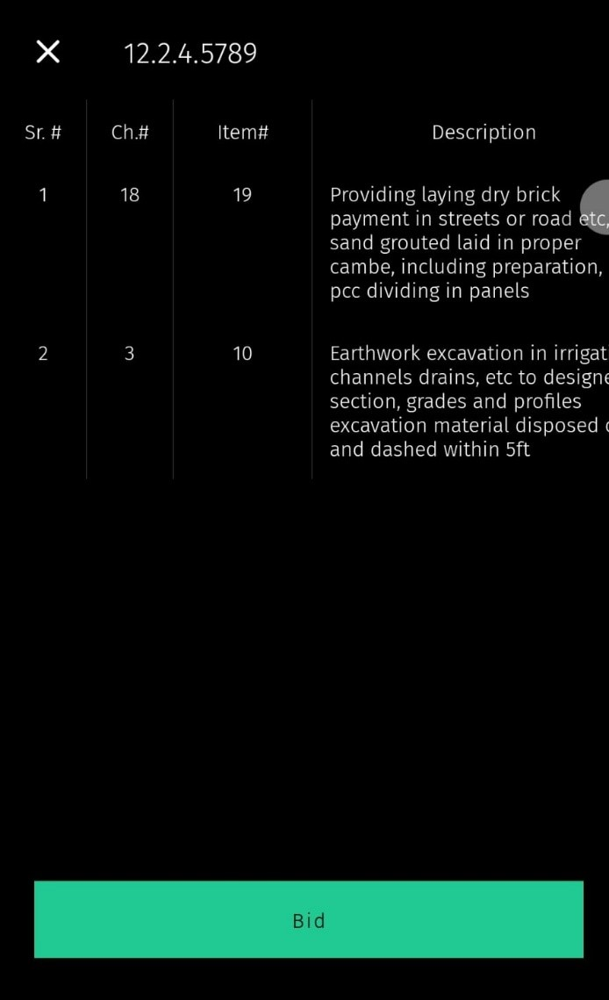 12.2.4.5789
Sr. # Ch.# Item# Description
1 18 19 Providing laying dry brick
payment in streets or road etc,
sand grouted laid in proper
cambe, including preparation,
pcc dividing in panels
2 3 10 Earthwork excavation in irrigat
channels drains, etc to designe
section, grades and profiles
excavation material disposed
and dashed within 5ft
Bid